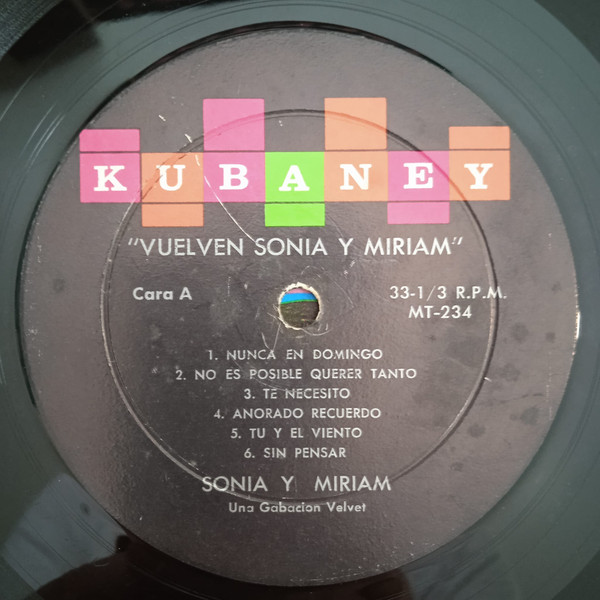 KUBANEY
"VUELVEN SONIA Y MIRIAM"
Cara A
33-1/3 R.P.M.
MT-234
1. NUNCA EN DOMINGO
2. NO ES POSIBLE QUERER TANTO
3. TE NECESITO
4. ANORADO RECUERDO
5. TU Y EL VIENTO
6. SIN PENSAR
SONIA Y MIRIAM
Una Gabacion Velvet